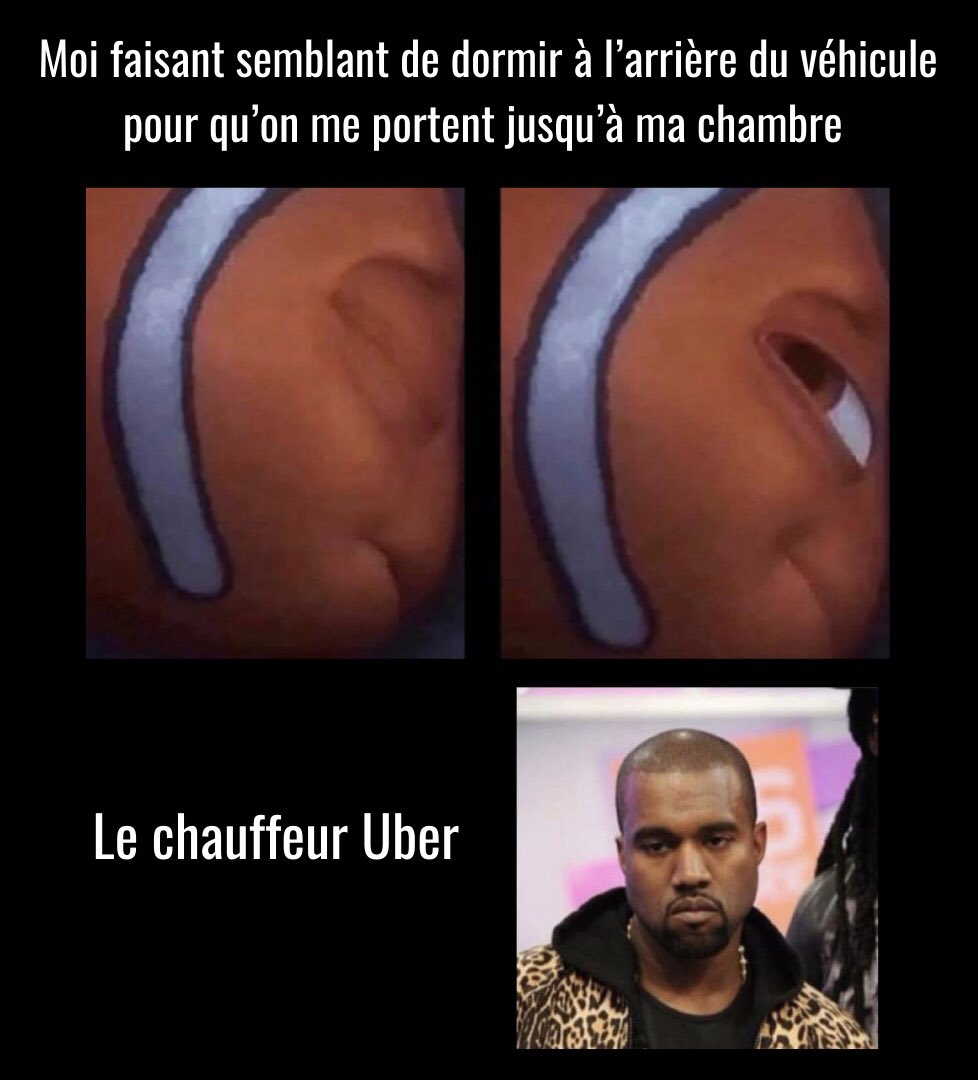 Moi faisant semblant de dormir à l’arrière du véhicule
pour qu’on me portent jusqu’à ma chambre
Le chauffeur Uber